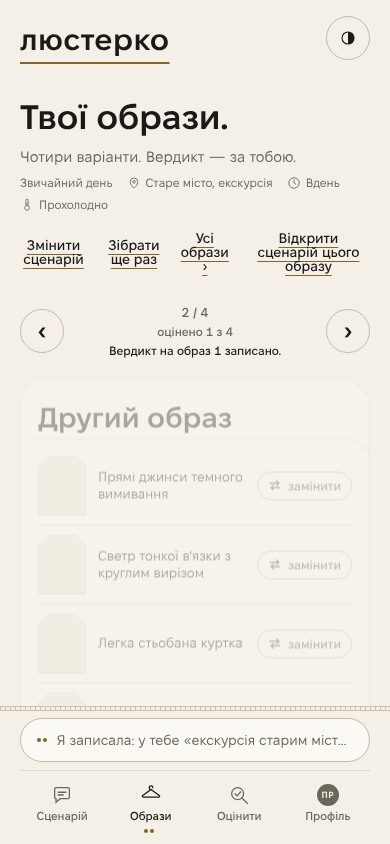 люстерко
Твої образи.
Чотири варіанти. Вердикт — за тобою.
Звичайний день Старе місто, екскурсія Вдень
Прохолодно
Змінити сценарій
Зібрати ще раз
Усі образи ›
Відкрити сценарій цього образу
‹
2 / 4
оцінено 1 з 4
Вердикт на образ 1 записано.
›
Другий образ
Прямі джинси темного
вимивання
замінити
Светр тонкої в'язки з
круглим вирізом
замінити
Легка стьобана куртка
замінити
Я записала: у тебе «екскурсія старим міст...
Сценарій Образи Оцінити ПР Профіль